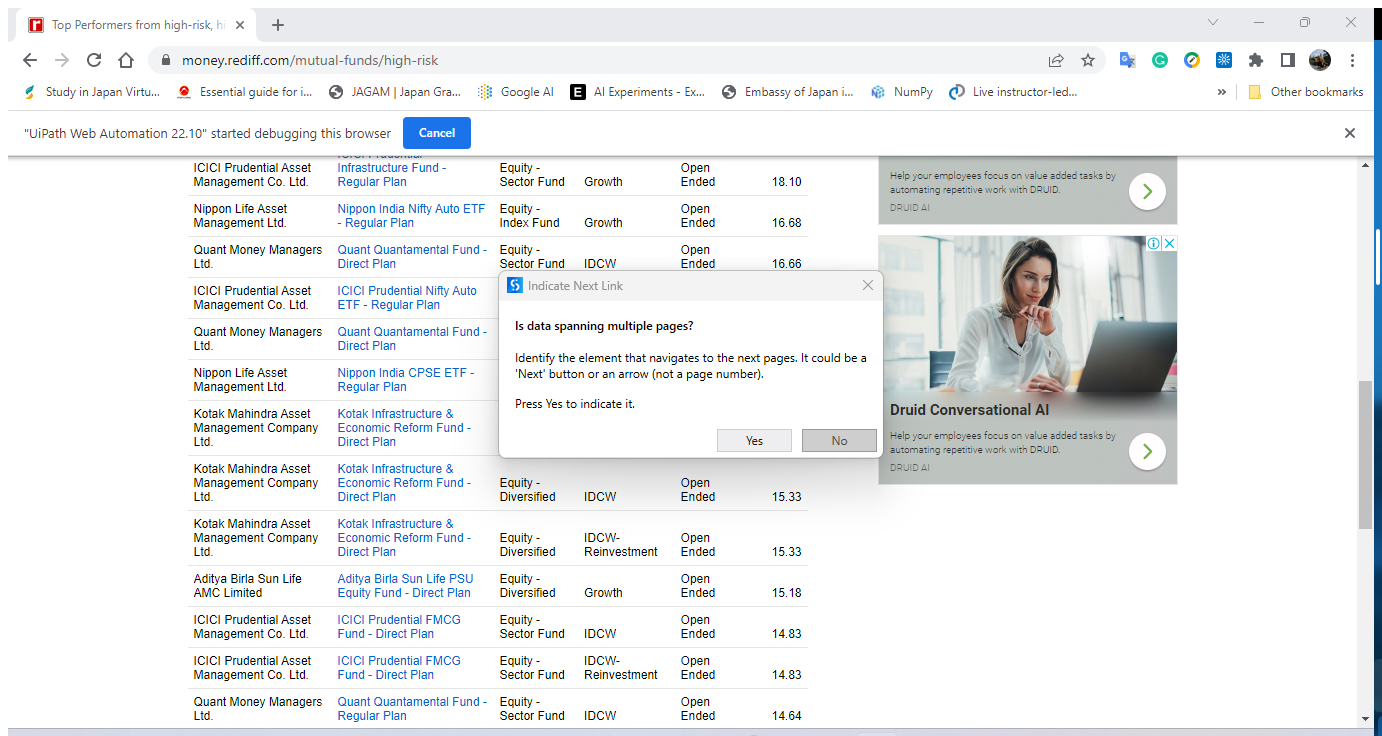 Top Performers from high-risk, hi
money.rediff.com/mutual-funds/high-risk
Study in Japan Virtu... Essential guide for i... JAGAM | Japan Gra... Google AI AI Experiments - Ex... Embassy of Japan i... NumPy Live instructor-led... » Other bookmarks
"UiPath Web Automation 22.10" started debugging this browser Cancel
ICICI Prudential Asset Management Co. Ltd. ICICI Prudential Infrastructure Fund - Regular Plan Equity - Sector Fund Growth Open Ended 18.10
Nippon Life Asset Management Ltd. Nippon India Nifty Auto ETF - Regular Plan Equity - Index Fund Growth Open Ended 16.68
Quant Money Managers Ltd. Quant Quantamental Fund - Direct Plan Equity - Sector Fund IDCW Open Ended 16.66
ICICI Prudential Asset Management Co. Ltd. ICICI Prudential Nifty Auto ETF - Regular Plan
Quant Money Managers Ltd. Quant Quantamental Fund - Direct Plan
Nippon Life Asset Management Ltd. Nippon India CPSE ETF - Regular Plan
Kotak Mahindra Asset Management Company Ltd. Kotak Infrastructure & Economic Reform Fund - Direct Plan
Kotak Mahindra Asset Management Company Ltd. Kotak Infrastructure & Economic Reform Fund - Direct Plan Equity - Diversified IDCW Open Ended 15.33
Kotak Mahindra Asset Management Company Ltd. Kotak Infrastructure & Economic Reform Fund - Direct Plan Equity - Diversified IDCW-Reinvestment Open Ended 15.33
Aditya Birla Sun Life AMC Limited Aditya Birla Sun Life PSU Equity Fund - Direct Plan Equity - Diversified Growth Open Ended 15.18
ICICI Prudential Asset Management Co. Ltd. ICICI Prudential FMCG Fund - Direct Plan Equity - Sector Fund IDCW Open Ended 14.83
ICICI Prudential Asset Management Co. Ltd. ICICI Prudential FMCG Fund - Direct Plan Equity - Sector Fund IDCW-Reinvestment Open Ended 14.83
Quant Money Managers Ltd. Quant Quantamental Fund - Regular Plan Equity - Sector Fund IDCW Open Ended 14.64
Indicate Next Link
Is data spanning multiple pages?
Identify the element that navigates to the next pages. It could be a
'Next' button or an arrow (not a page number).
Press Yes to indicate it.
Yes No
Help your employees focus on value added tasks by
automating repetitive work with DRUID.
DRUID AI
Druid Conversational AI
Help your employees focus on value added tasks by
automating repetitive work with DRUID.
DRUID AI